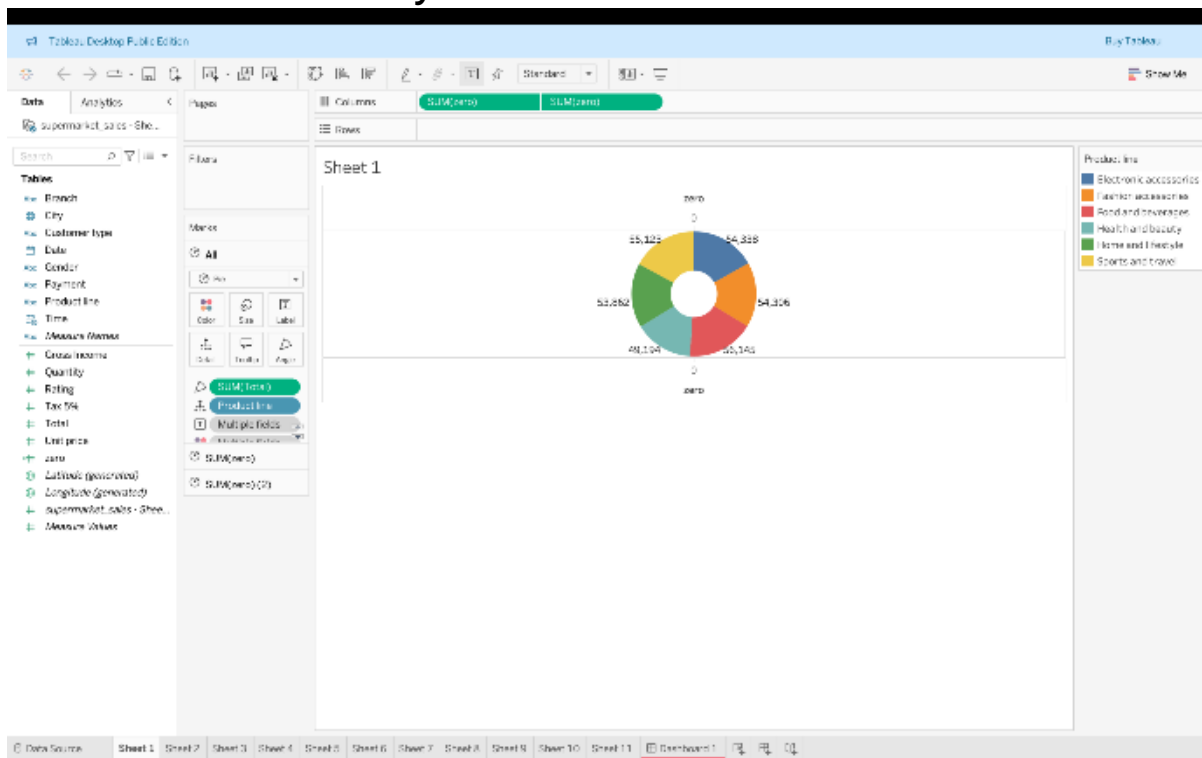 Tableau Desktop Public Edition
Buy Tableau
Standard
Show Me
Data
Analytics
Pages
Columns
SUM(zero)
SUM(zero)
supermarket_sales - She...
Rows
Search
Filters
Sheet 1
Product line
Tables
Electronic accessories
Branch
Fashion accessories
City
zero
Food and beverages
Customer type
Marks
0
Health and beauty
Date
All
55,123
54,338
Home and lifestyle
Gender
Sports and travel
Payment
Pie
Product line
53,862
54,306
Time
Color
Size
Label
Measure Names
Gross income
49,194
56,145
Quantity
Detail
Tooltip
Angle
0
Rating
SUM(Total)
zero
Tax 5%
Product line
Total
Multiple fields
Unit price
Multiple fields
zero
SUM(zero)
Latitude (generated)
Longitude (generated)
SUM(zero) (2)
supermarket_sales - Shee...
Measure Values
Data Source
Sheet 1
Sheet 2
Sheet 3
Sheet 4
Sheet 5
Sheet 6
Sheet 7
Sheet 8
Sheet 9
Sheet 10
Sheet 11
Dashboard 1